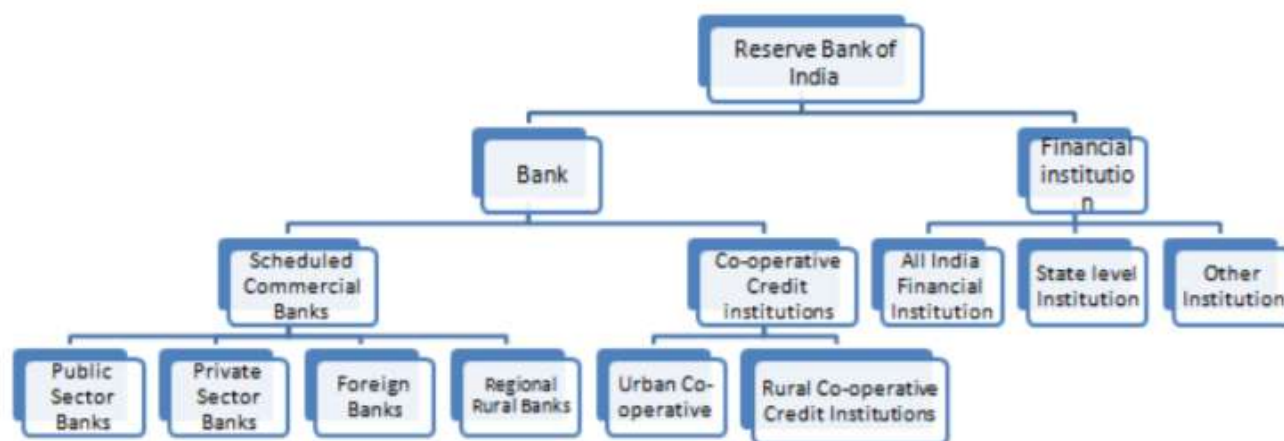 Reserve Bank of
India
Bank
Financial
institutio
n
Scheduled
Commercial
Banks
Co-operative
Credit
institutions
All India
Financial
Institution
State level
Institution
Other
Institution
Public
Sector
Banks
Private
Sector
Banks
Foreign
Banks
Regional
Rural Banks
Urban Co-
operative
Rural Co-operative
Credit Institutions